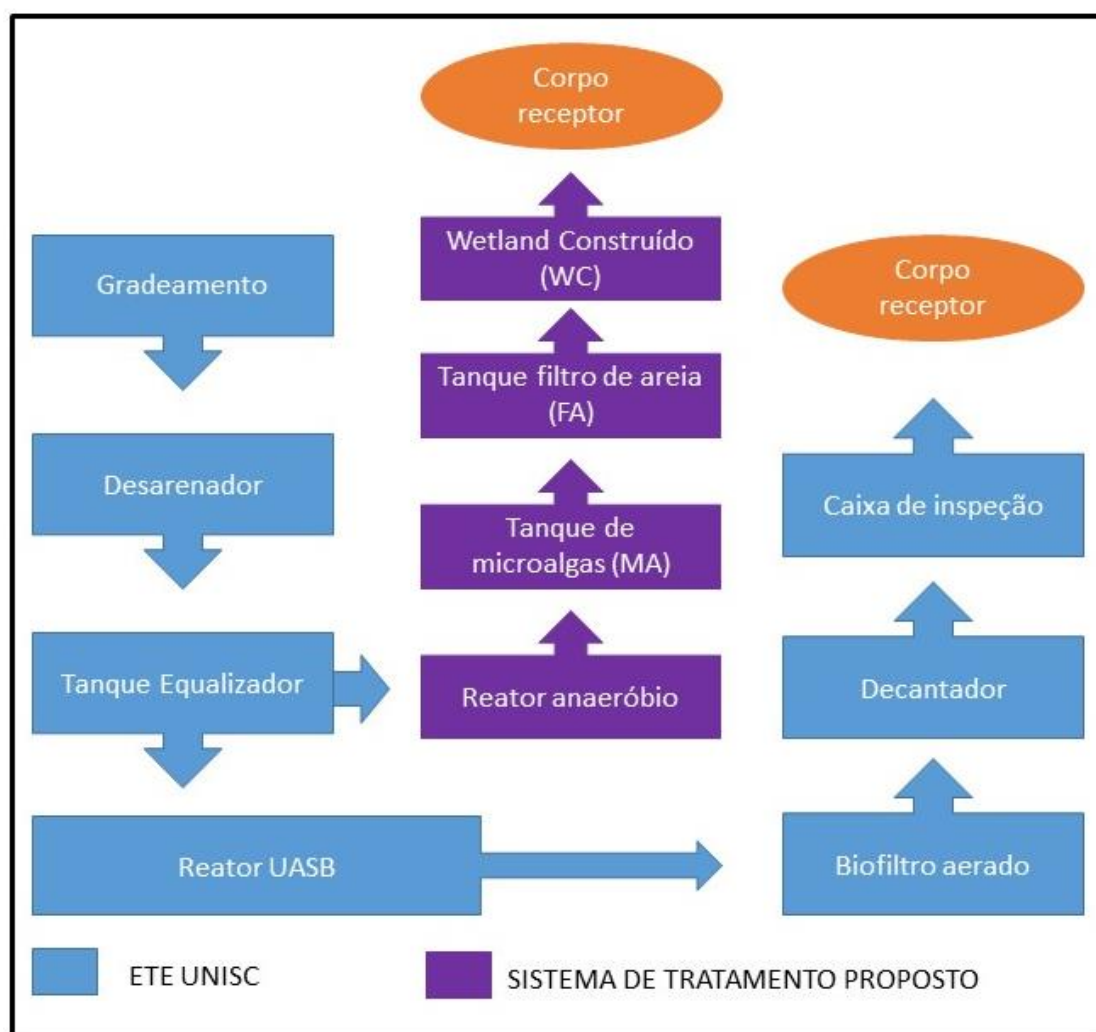 Gradeamento
Desarenador
Tanque Equalizador
Reator UASB
Corpo
receptor
Wetland Construído
(WC)
Tanque filtro de areia
(FA)
Tanque de
microalgas (MA)
Reator anaeróbio
Corpo
receptor
Caixa de inspeção
Decantador
Biofiltro aerado
ETE UNISC
SISTEMA DE TRATAMENTO PROPOSTO